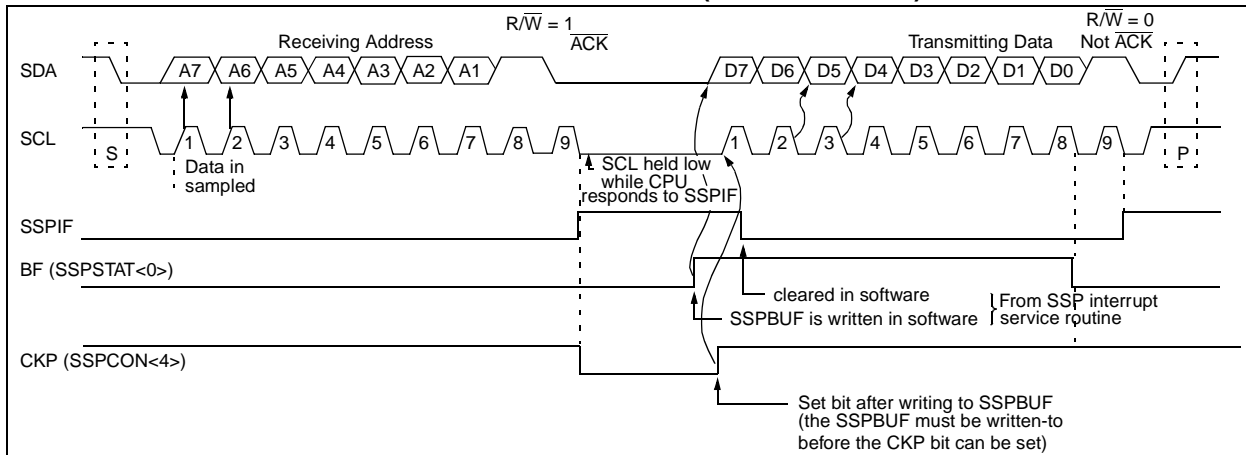 R/W = 1
ACK
R/W = 0
Not ACK
Receiving Address
Transmitting Data
SDA
A7 A6 A5 A4 A3 A2 A1
D7 D6 D5 D4 D3 D2 D1 D0
SCL
S
1 2 3 4 5 6 7 8 9
1 2 3 4 5 6 7 8 9
P
Data in
sampled
SCL held low
while CPU
responds to SSPIF
SSPIF
BF (SSPSTAT<0>)
cleared in software
SSPBUF is written in software
From SSP interrupt
service routine
CKP (SSPCON<4>)
Set bit after writing to SSPBUF
(the SSPBUF must be written-to
before the CKP bit can be set)